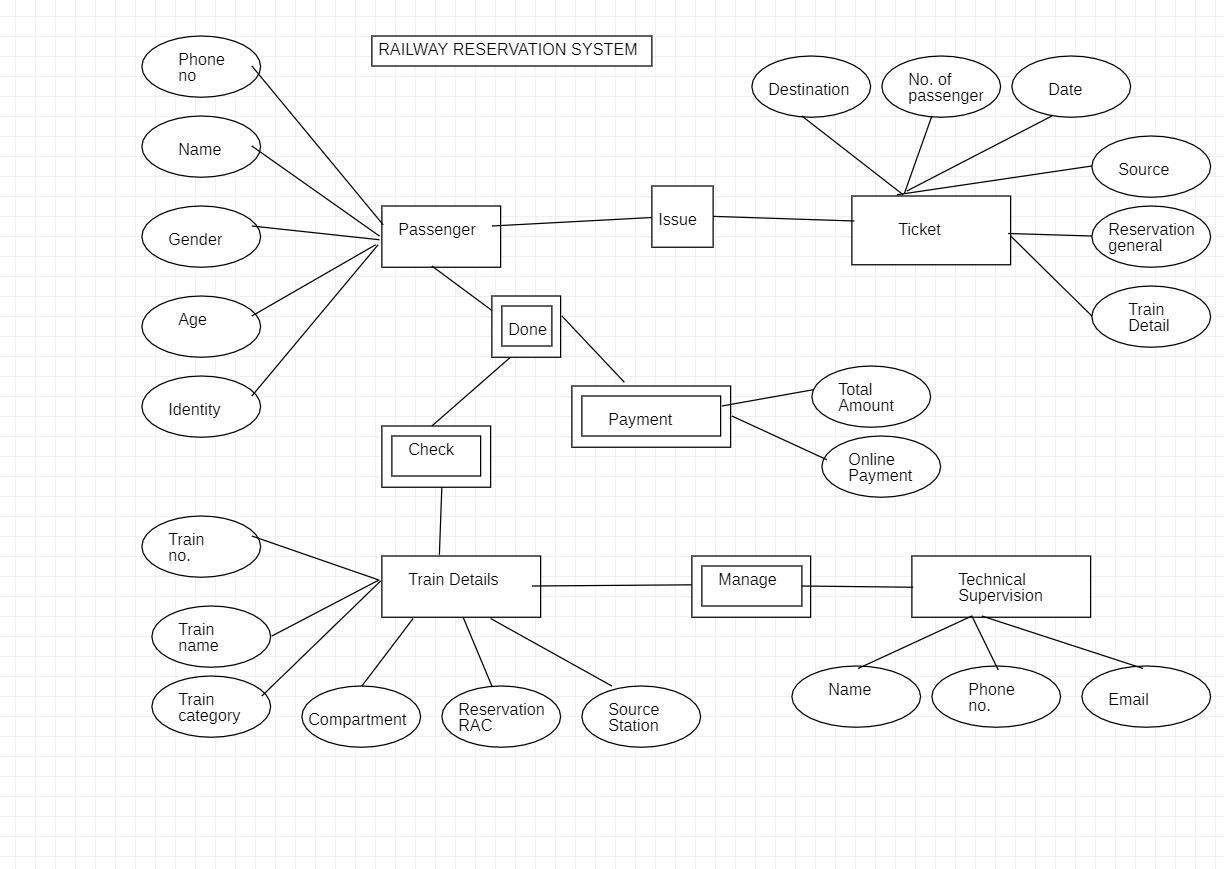 RAILWAY RESERVATION SYSTEM
Phone
no
Name
Gender
Age
Identity
Passenger
Issue
Destination
No. of
passenger
Date
Source
Reservation
general
Train
Detail
Ticket
Done
Payment
Total
Amount
Online
Payment
Check
Train
no.
Train
name
Train
category
Train Details
Compartment
Reservation
RAC
Source
Station
Manage
Technical
Supervision
Name
Phone
no.
Email